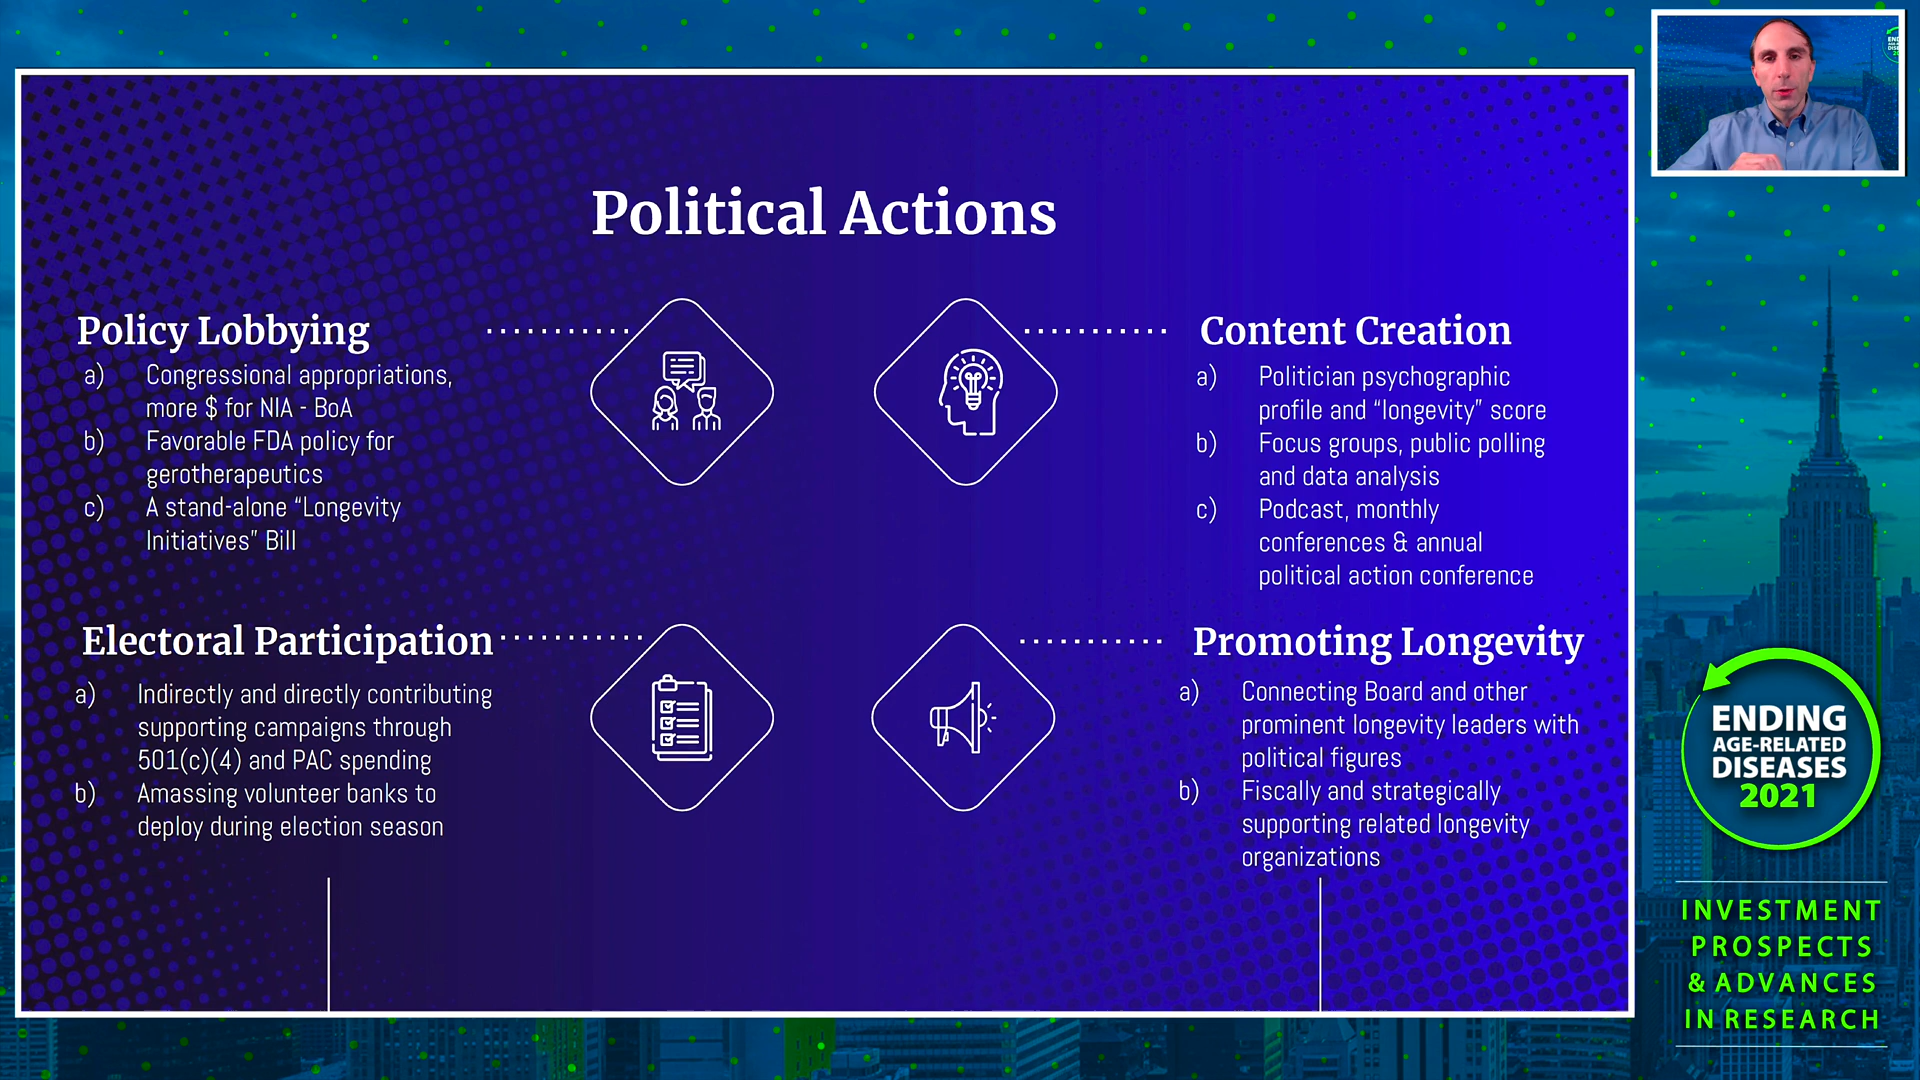 Political Actions
Policy Lobbying
a) Congressional appropriations,
more $ for NIA - BoA
b) Favorable FDA policy for
gerotherapeutics
c) A stand-alone “Longevity
Initiatives” Bill
Content Creation
a) Politician psychographic
profile and “longevity” score
b) Focus groups, public polling
and data analysis
c) Podcast, monthly
conferences & annual
political action conference
Electoral Participation
a) Indirectly and directly contributing
supporting campaigns through
501(c)(4) and PAC spending
b) Amassing volunteer banks to
deploy during election season
Promoting Longevity
a) Connecting Board and other
prominent longevity leaders with
political figures
b) Fiscally and strategically
supporting related longevity
organizations
ENDING
AGE-RELATED
DISEASES
2021
INVESTMENT
PROSPECTS
& ADVANCES
IN RESEARCH